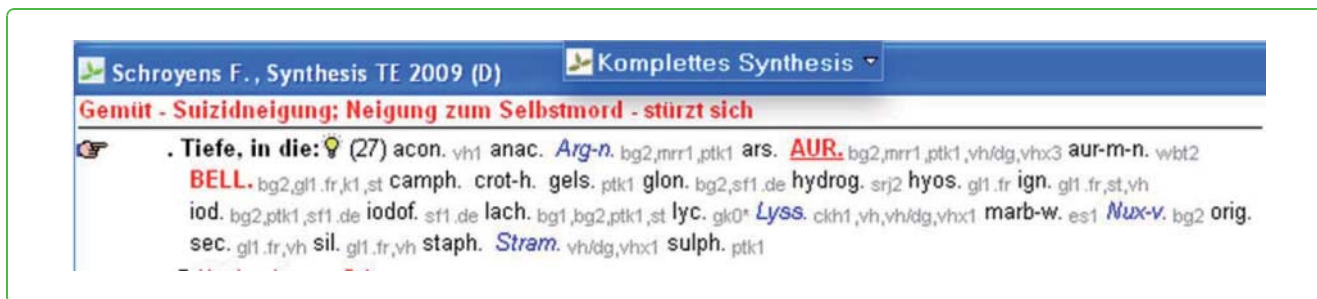 Schroyens F., Synthesis TE 2009 (D) Komplettes Synthesis
Gemüt - Suizidneigung; Neigung zum Selbstmord - stürzt sich
. Tiefe, in die: (27) acon. vh1 anac. Arg-n. bg2,mrr1,ptk1 ars. AUR. bg2,mrr1,ptk1,vh/dg,vhx3 aur-m-n. wbt2
BELL. bg2,gl1.fr,k1,st camph. crot-h. gels. ptk1 glon. bg2,sf1.de hydrog. srj2 hyos. gl1.fr ign. gl1.fr,st,vh
iod. bg2,ptk1,sf1.de iodof. sf1.de lach. bg1,bg2,ptk1,st lyc. gk0* Lyss. ckh1,vh,vh/dg,vhx1 marb-w. es1 Nux-v. bg2 orig.
sec. gl1.fr,vh sil. gl1.fr,vh staph. Stram. vh/dg,vhx1 sulph. ptk1